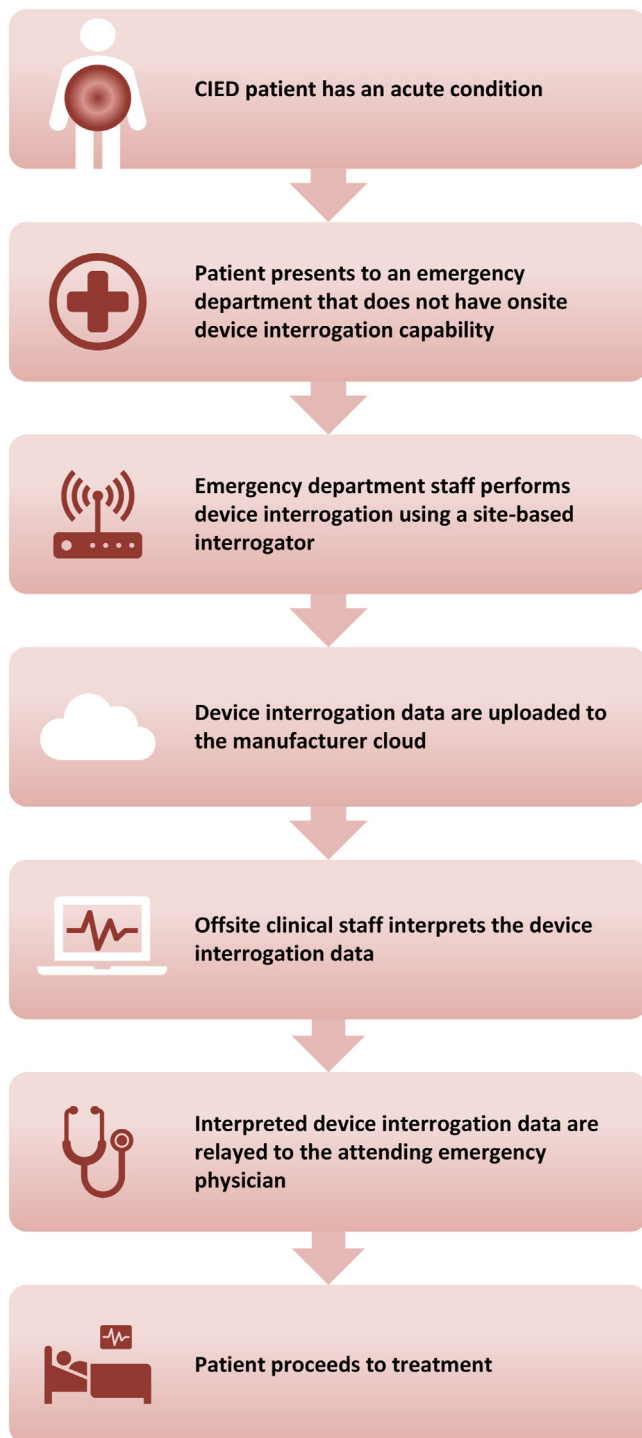 CIED patient has an acute condition
Patient presents to an emergency
department that does not have onsite
device interrogation capability
Emergency department staff performs
device interrogation using a site-based
interrogator
Device interrogation data are uploaded to
the manufacturer cloud
Offsite clinical staff interprets the device
interrogation data
Interpreted device interrogation data are
relayed to the attending emergency
physician
Patient proceeds to treatment